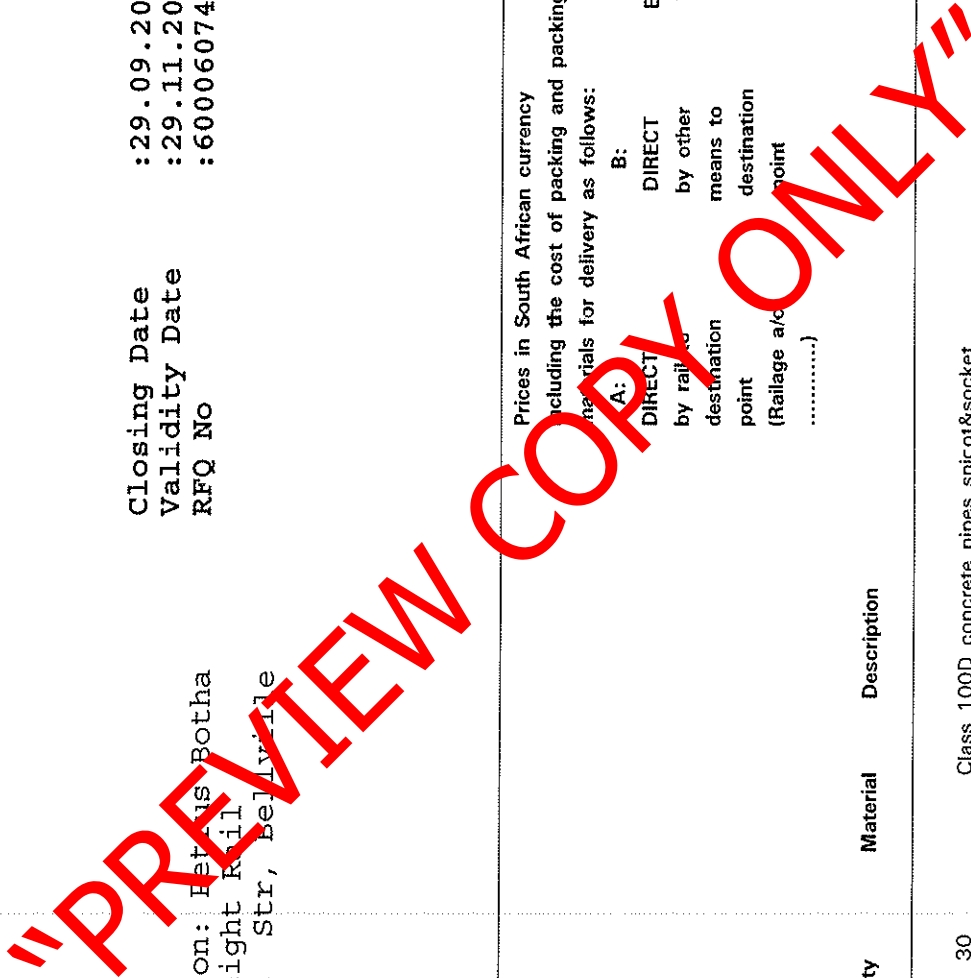 Closing Date :29.09.20
Validity Date :29.11.20
RFQ No :60006074
on: Petrus Botha
ight Rail
Str, Bellville
Prices in South African currency
including the cost of packing and packing
materials for delivery as follows:
A: B:
DIRECT DIRECT
by rail to by other
destination means to
point destination
(Railage a/c point
............)
ty Material Description
30 Class 100D concrete pipes spigot&socket
"PREVIEW COPY ONLY"